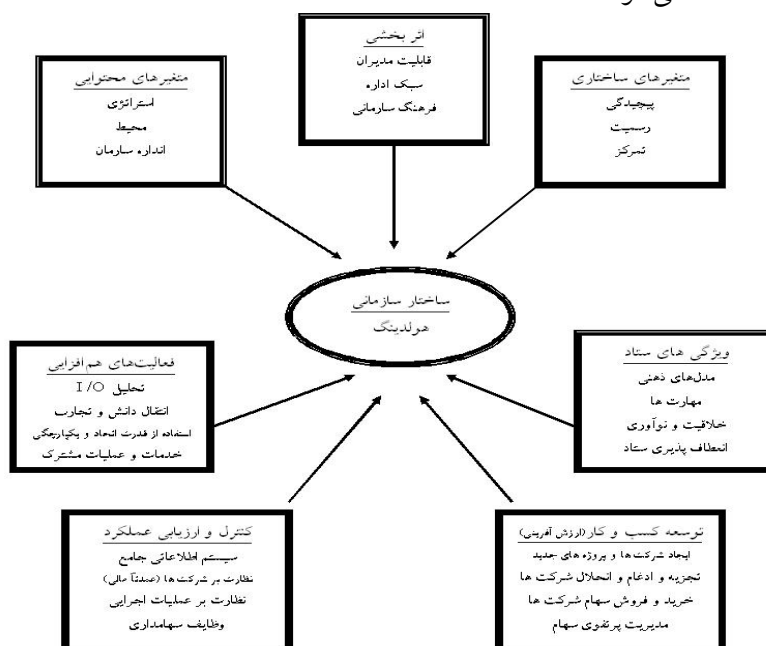 اثر بخشی
قابلیت مدیران
سبک اداره
فرهنگ سازمانی
متغیرهای ساختاری
پیچیدگی
رسمیت
تمرکز
متغیرهای محتوایی
استراتژی
محیط
اندازه سازمان
ساختار سازمانی
هولدینگ
ویژگی های ستاد
مدل‌های ذهنی
مهارت ها
خلاقیت و نوآوری
انعطاف پذیری ستاد
فعالیت‌های هم‌افزایی
تحلیل I/O
انتقال دانش و تجارب
استفاده از قدرت اتحاد و یکپارچگی
خدمات و عملیات مشترک
توسعه کسب و کار (ارزش آفرینی)
ایجاد شرکت ها و پروژه های جدید
تجزیه و ادغام و انحلال شرکت ها
خرید و فروش سهام شرکت ها
مدیریت پرتفوی سهام
کنترل و ارزیابی عملکرد
سیستم اطلاعاتی جامع
نظارت بر شرکت ها (عمدتاً مالی)
نظارت بر عملیات اجرایی
وظایف سهامداری